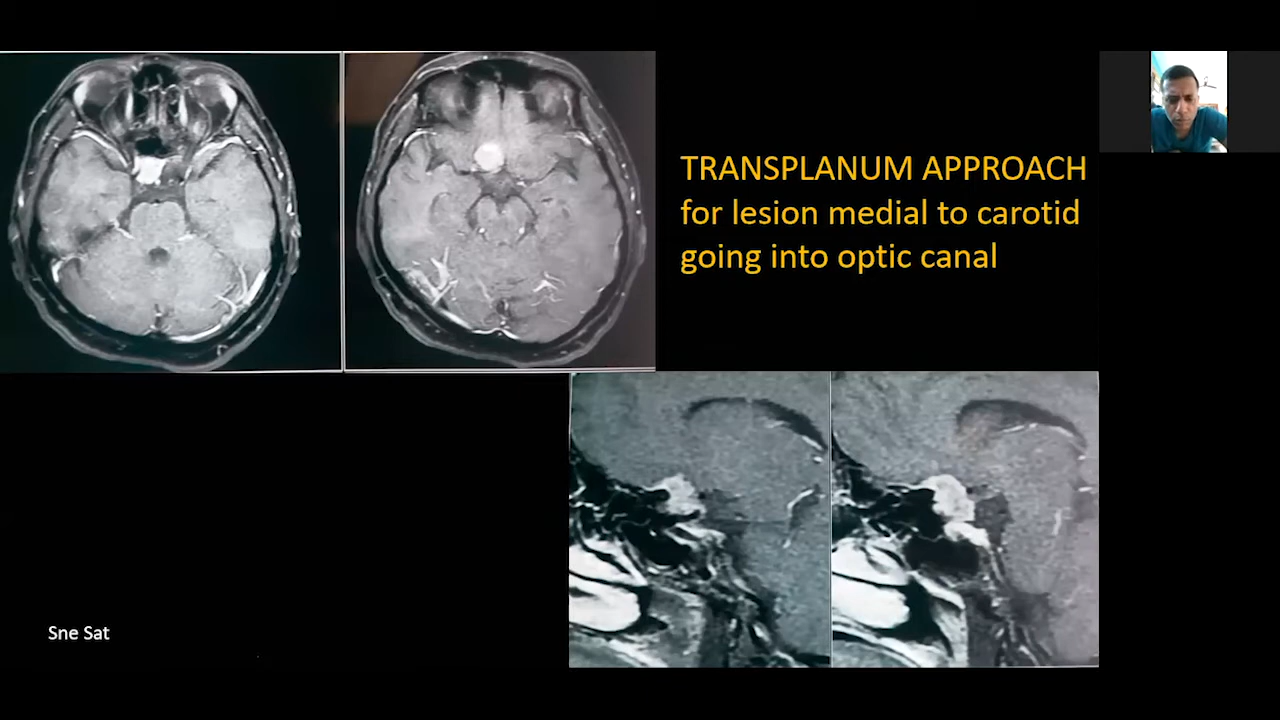 TRANSPLANUM APPROACH
for lesion medial to carotid
going into optic canal
Sne Sat